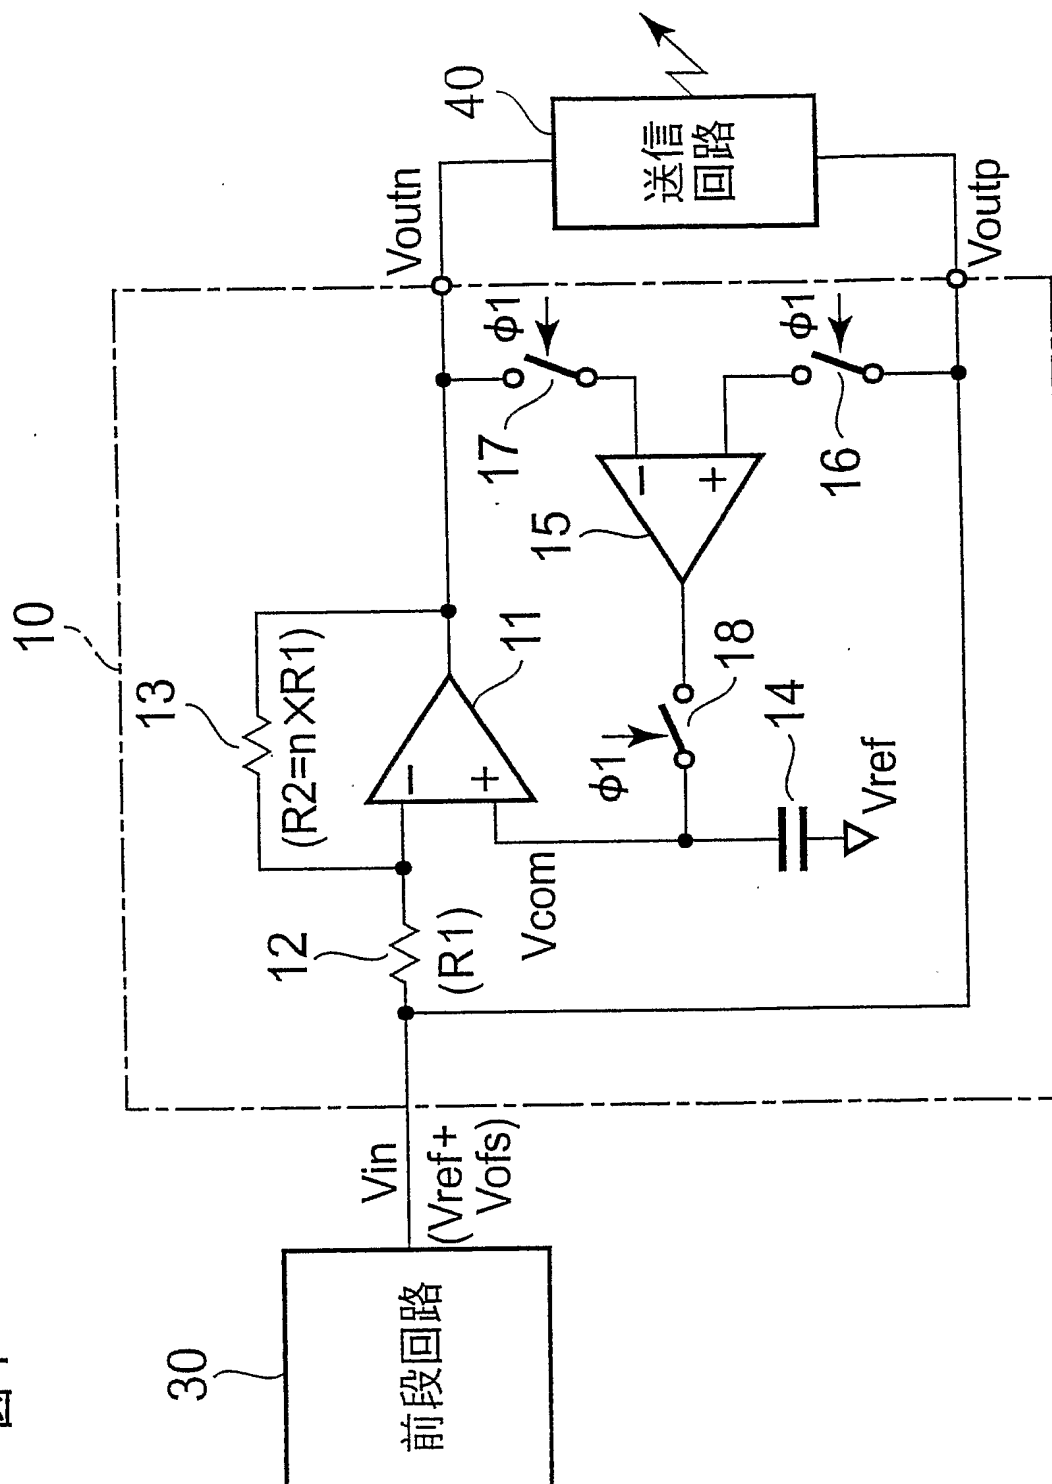 10
13
(R2=n×R1)
12
(R1)
11
Vcom
Vin
(Vref+
Vofs)
30
前段回路
φ1
18
14
Vref
15
17
φ1
16
φ1
Voutn
Voutp
40
送信
回路
−
+
−
+